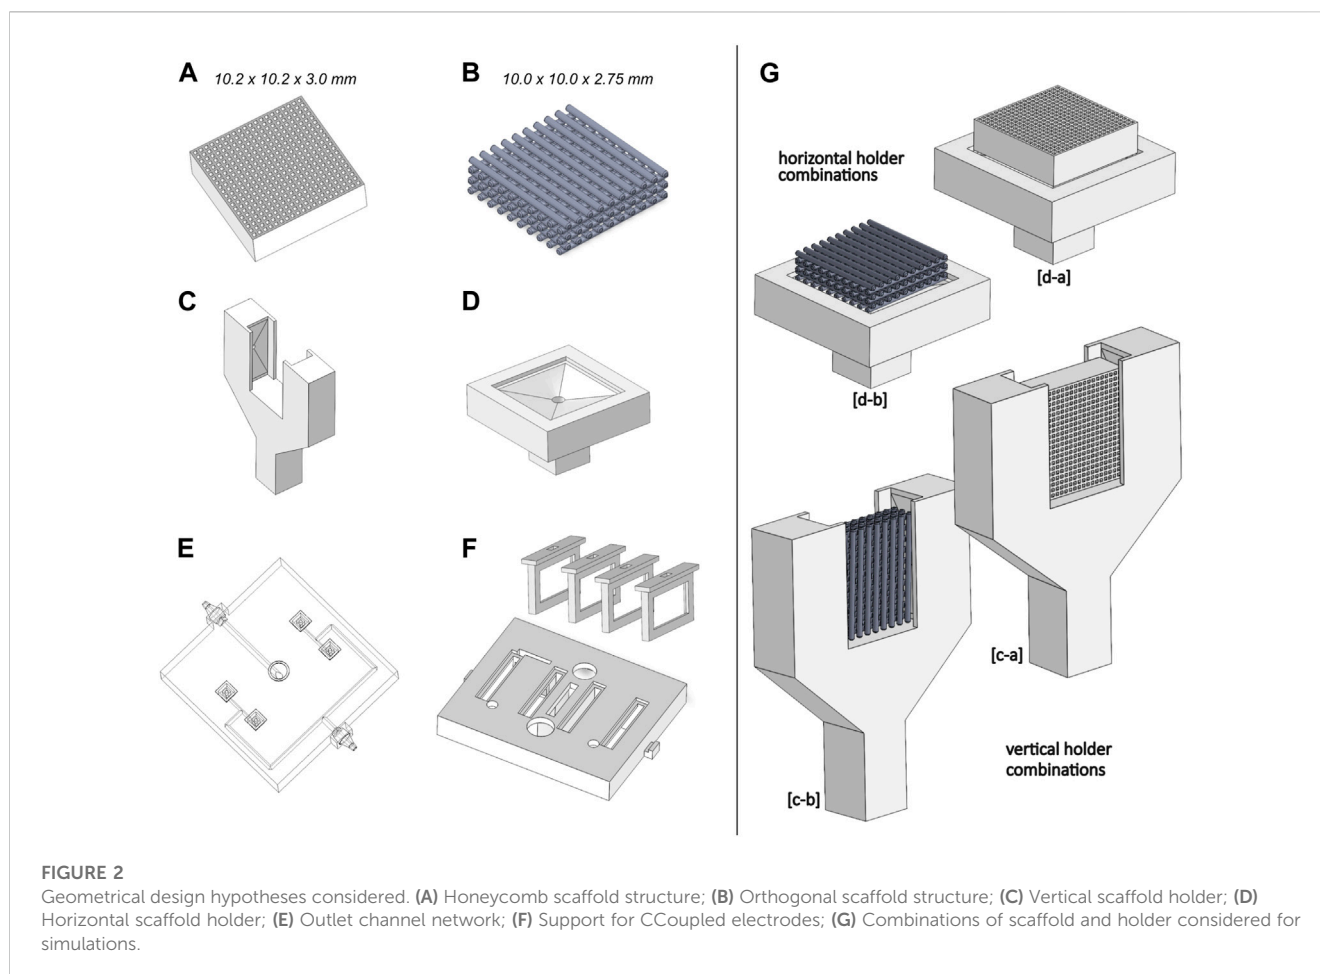 A 10.2 x 10.2 x 3.0 mm
B 10.0 x 10.0 x 2.75 mm
G
horizontal holder
combinations
[d-a]
[d-b]
C
D
E
F
[c-a]
[c-b]
vertical holder
combinations
FIGURE 2
Geometrical design hypotheses considered. (A) Honeycomb scaffold structure; (B) Orthogonal scaffold structure; (C) Vertical scaffold holder; (D)
Horizontal scaffold holder; (E) Outlet channel network; (F) Support for CCoupled electrodes; (G) Combinations of scaffold and holder considered for
simulations.